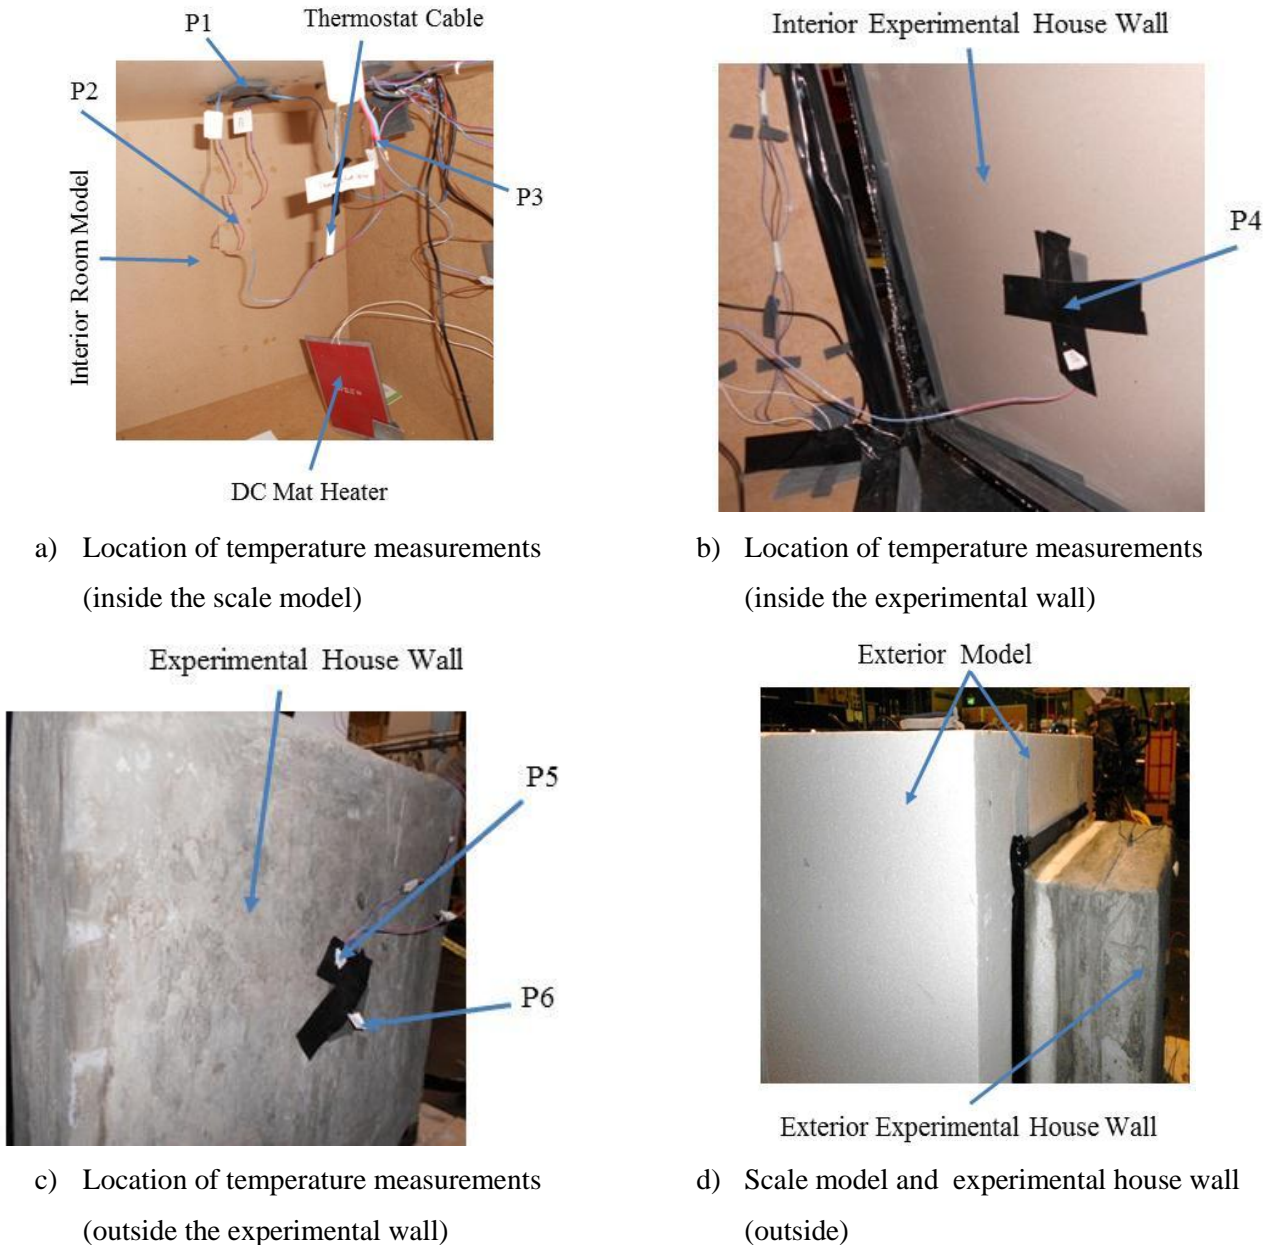 P1
Thermostat Cable
P2
P3
Interior Room Model
DC Mat Heater
a) Location of temperature measurements
(inside the scale model)
Interior Experimental House Wall
P4
b) Location of temperature measurements
(inside the experimental wall)
Experimental House Wall
P5
P6
c) Location of temperature measurements
(outside the experimental wall)
Exterior Model
Exterior Experimental House Wall
d) Scale model and experimental house wall
(outside)